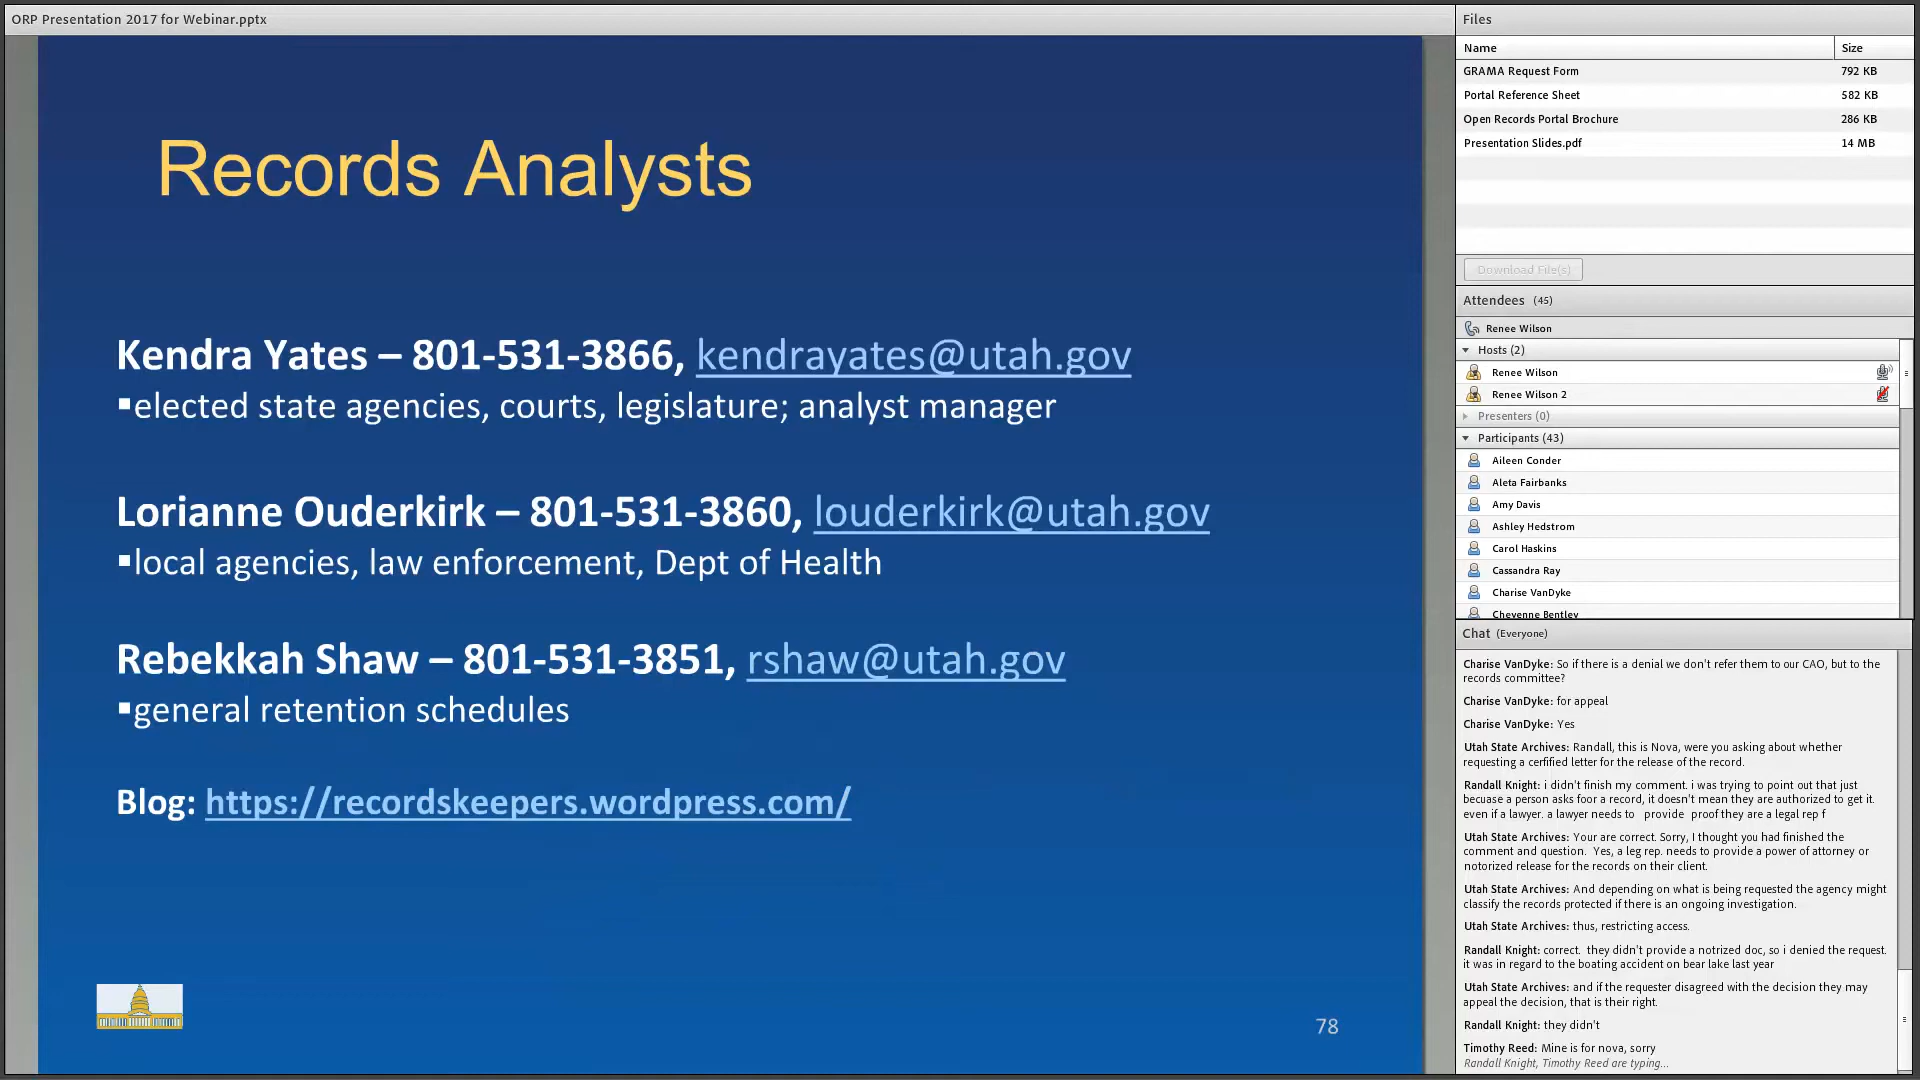 ORP Presentation 2017 for Webinar.pptx
Records Analysts
Kendra Yates – 801-531-3866, kendrayates@utah.gov
▪elected state agencies, courts, legislature; analyst manager
Lorianne Ouderkirk – 801-531-3860, louderkirk@utah.gov
▪local agencies, law enforcement, Dept of Health
Rebekkah Shaw – 801-531-3851, rshaw@utah.gov
▪general retention schedules
Blog: https://recordskeepers.wordpress.com/
78
Files
Name Size
GRAMA Request Form 792 KB
Portal Reference Sheet 582 KB
Open Records Portal Brochure 286 KB
Presentation Slides.pdf 14 MB
Download File(s)
Attendees (45)
Renee Wilson
Hosts (2)
Renee Wilson
Renee Wilson 2
Presenters (0)
Participants (43)
Aileen Conder
Aleta Fairbanks
Amy Davis
Ashley Hedstrom
Carol Haskins
Cassandra Ray
Charise VanDyke
Cheyenne Bentley
Chat (Everyone)
Charise VanDyke: So if there is a denial we don't refer them to our CAO, but to the
records committee?
Charise VanDyke: for appeal
Charise VanDyke: Yes
Utah State Archives: Randall, this is Nova, were you asking about whether
requesting a cerfified letter for the release of the record.
Randall Knight: i didn't finish my comment. i was trying to point out that just
becuase a person asks foor a record, it doesn't mean they are authorized to get it.
even if a lawyer. a lawyer needs to provide proof they are a legal rep f
Utah State Archives: Your are correct. Sorry, I thought you had finished the
comment and question. Yes, a leg rep. needs to provide a power of attorney or
notorized release for the records on their client.
Utah State Archives: And depending on what is being requested the agency might
classify the records protected if there is an ongoing investigation.
Utah State Archives: thus, restricting access.
Randall Knight: correct. they didn't provide a notrized doc, so i denied the request.
it was in regard to the boating accident on bear lake last year
Utah State Archives: and if the requester disagreed with the decision they may
appeal the decision, that is their right.
Randall Knight: they didn't
Timothy Reed: Mine is for nova, sorry
Randall Knight, Timothy Reed are typing...